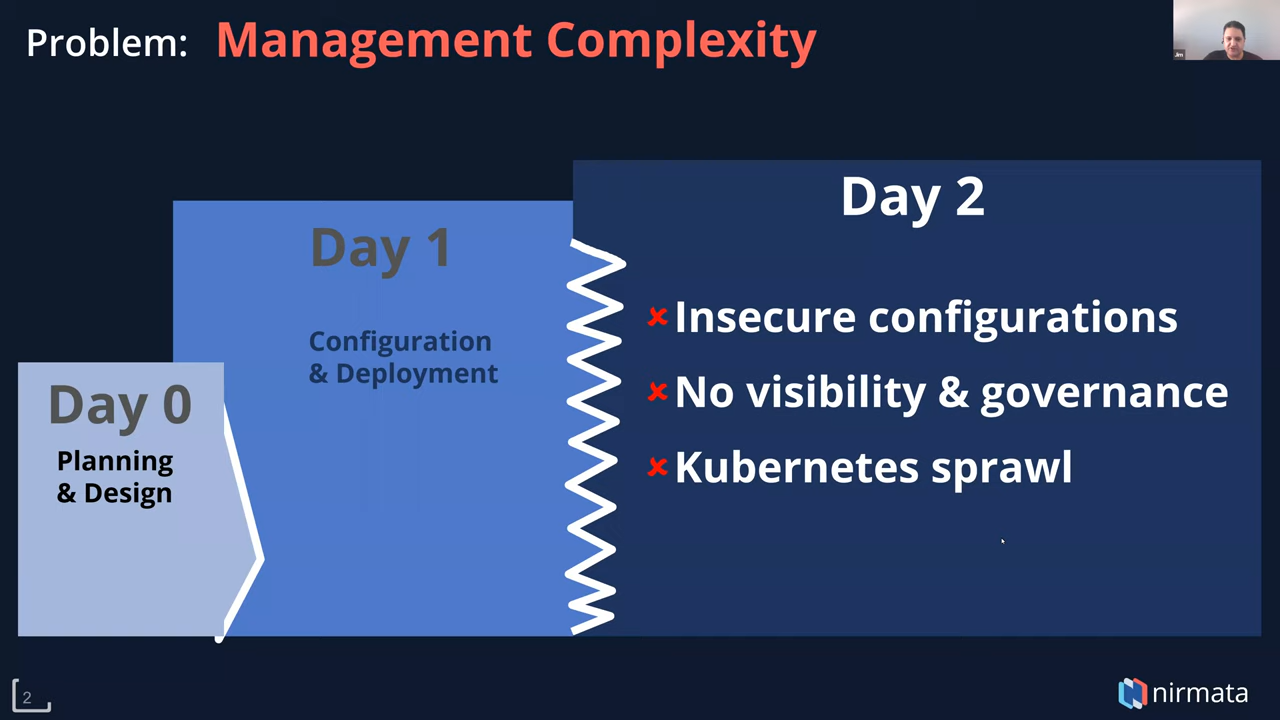 Problem: Management Complexity
Day 0
Planning
& Design
Day 1
Configuration
& Deployment
Day 2
✘ Insecure configurations
✘ No visibility & governance
✘ Kubernetes sprawl
2
nirmata